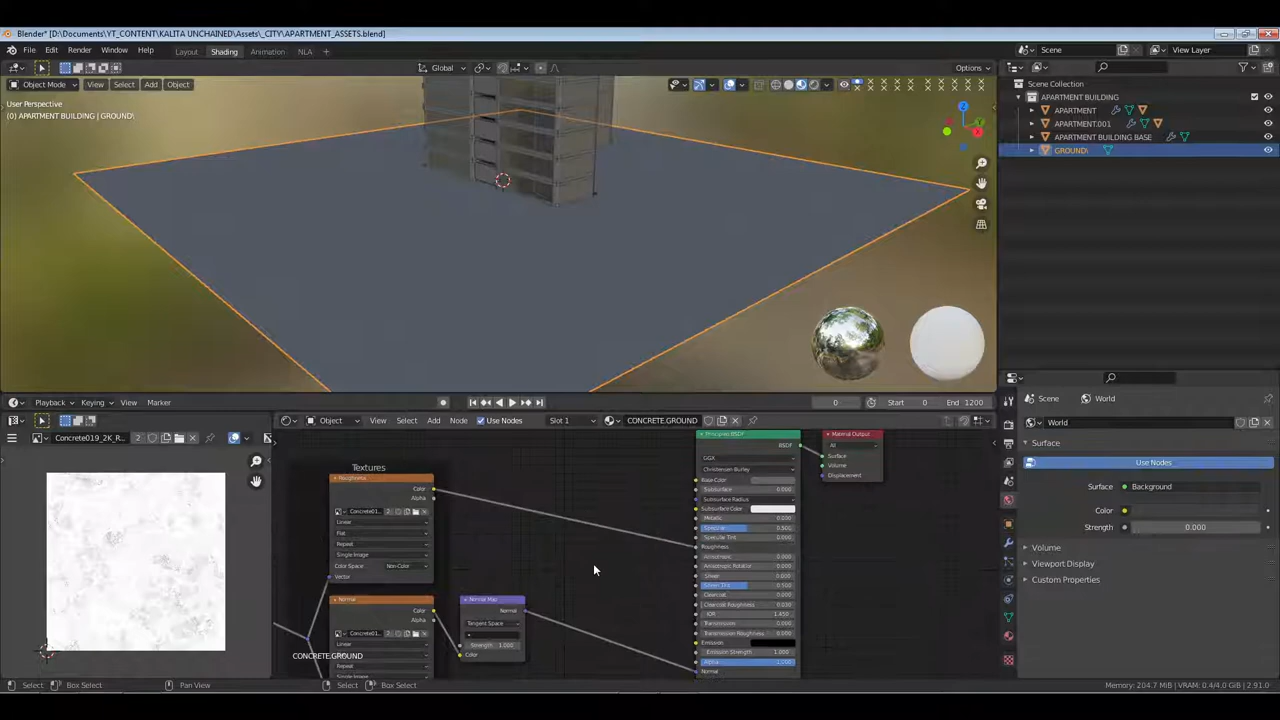 Blender* [D:\Documents\YT_CONTENT\KALITA UNCHAINED\Assets\_CITY\APARTMENT_ASSETS.blend]
File Edit Render Window Help Layout Shading Animation NLA Scene View Layer
Global Options
Object Mode View Select Add Object
User Perspective
(0) APARTMENT BUILDING | GROUND\
Z
X
Scene Collection
APARTMENT BUILDING
APARTMENT
APARTMENT.001
APARTMENT BUILDING BASE
GROUND\
Playback Keying View Marker 0 Start 0 End 1200
Object View Select Add Node Use Nodes Slot 1 CONCRETE.GROUND
Concrete019_2K_R... 2
Textures
Roughness
Color
Alpha
Concrete01... 2
Linear
Flat
Repeat
Single Image
Color Space Non-Color
Vector
Normal
Color
Alpha
Concrete01...
Linear
Repeat
Normal Map
Normal
Tangent Space
Strength 1.000
Color
CONCRETE.GROUND
Principled BSDF
BSDF
GGX
Christensen-Burley
Base Color
Subsurface 0.000
Subsurface Radius
Subsurface Color
Metallic 0.000
Specular 0.500
Specular Tint 0.000
Roughness
Anisotropic 0.000
Anisotropic Rotation 0.000
Sheen 0.000
Sheen Tint 0.500
Clearcoat 0.000
Clearcoat Roughness 0.030
IOR 1.450
Transmission 0.000
Transmission Roughness 0.000
Emission
Emission Strength 1.000
Alpha 1.000
Normal
Material Output
All
Surface
Volume
Displacement
Scene World
World
Surface
Use Nodes
Surface Background
Color
Strength 0.000
Volume
Viewport Display
Custom Properties
Select Box Select Pan View Select Box Select Memory: 204.7 MiB | VRAM: 0.4/4.0 GiB | 2.91.0